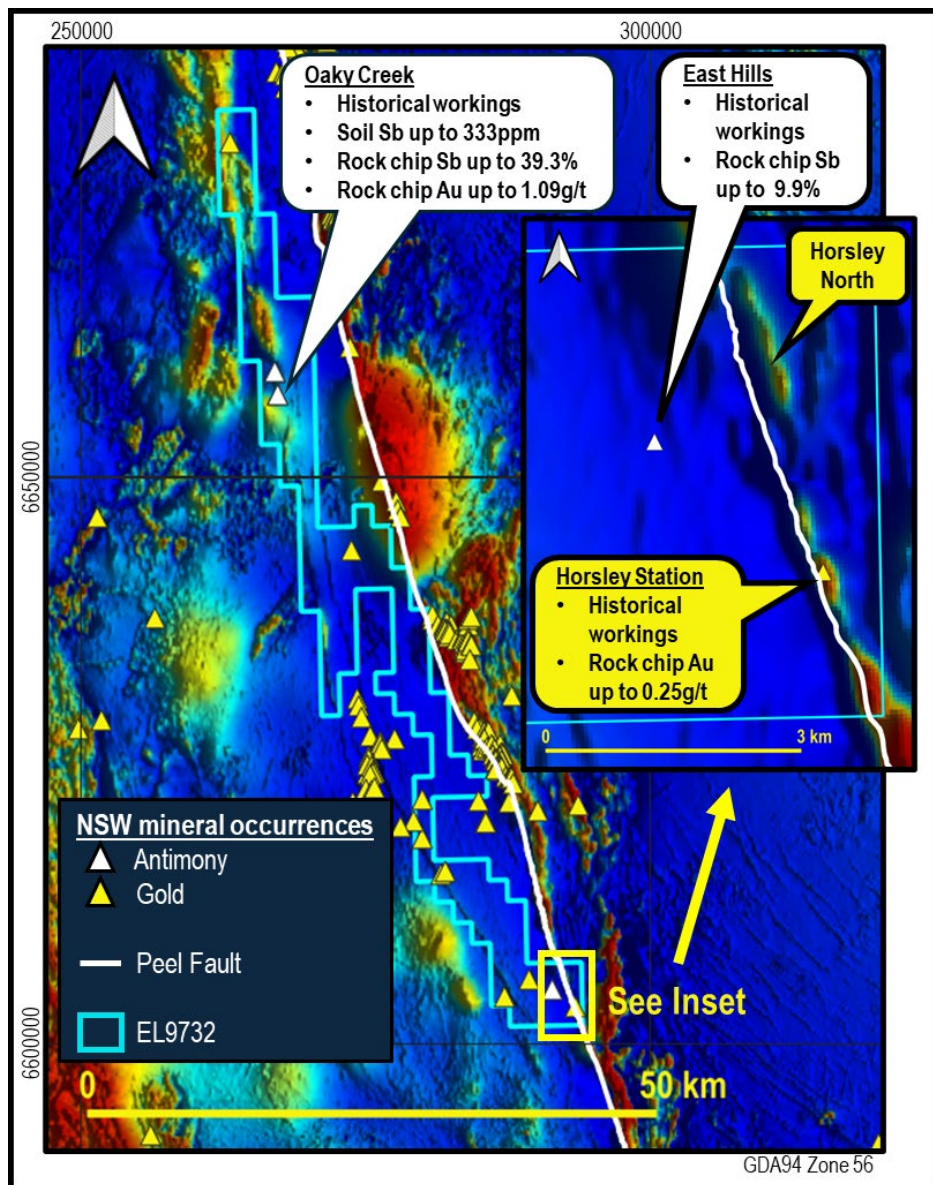 250000
300000
Oaky Creek
• Historical workings
• Soil Sb up to 333ppm
• Rock chip Sb up to 39.3%
• Rock chip Au up to 1.09g/t
East Hills
• Historical
workings
• Rock chip Sb
up to 9.9%
Horsley
North
6650000
Horsley Station
• Historical
workings
• Rock chip Au
up to 0.25g/t
0
3 km
NSW mineral occurrences
Antimony
Gold
Peel Fault
EL9732
See Inset
6600000
0
50 km
GDA94 Zone 56